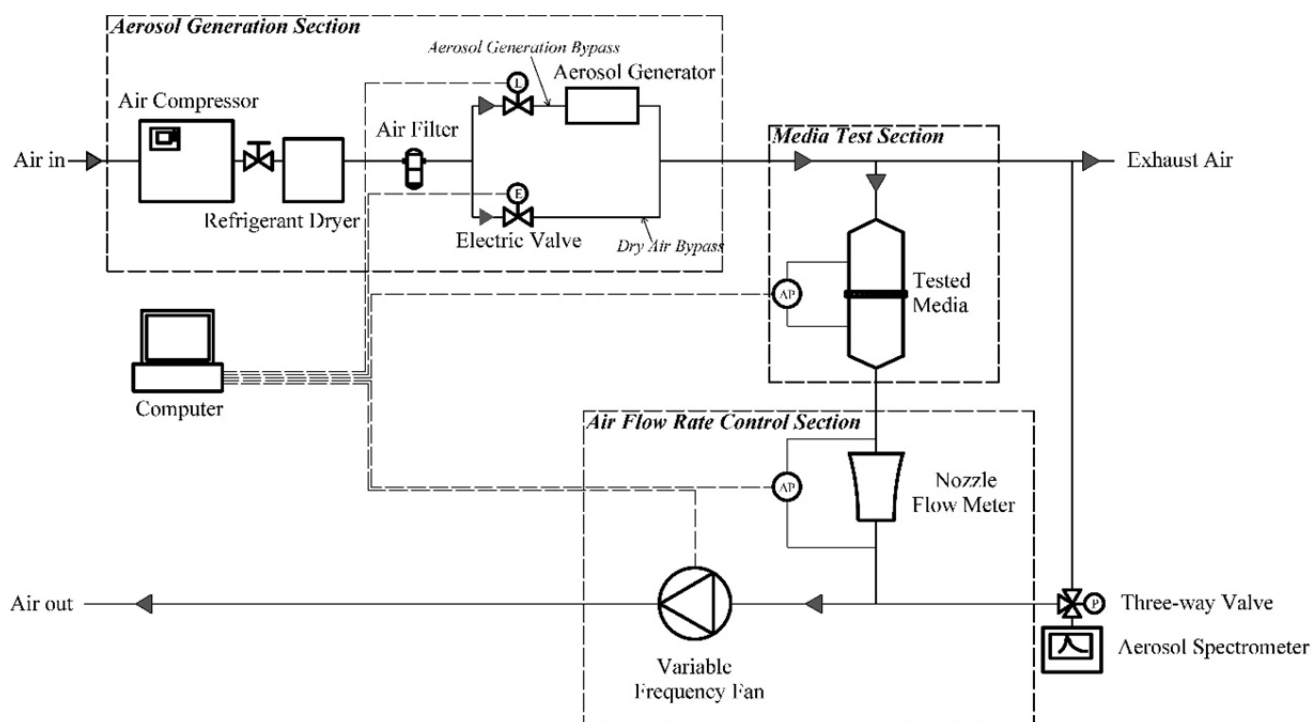 Aerosol Generation Section
Aerosol Generation Bypass
Aerosol Generator
Air Compressor
L
Air Filter
Media Test Section
Air in
Exhaust Air
E
Refrigerant Dryer
Electric Valve
Dry Air Bypass
AP
Tested
Media
Computer
Air Flow Rate Control Section
AP
Nozzle
Flow Meter
Air out
P
Three-way Valve
Aerosol Spectrometer
Variable
Frequency Fan